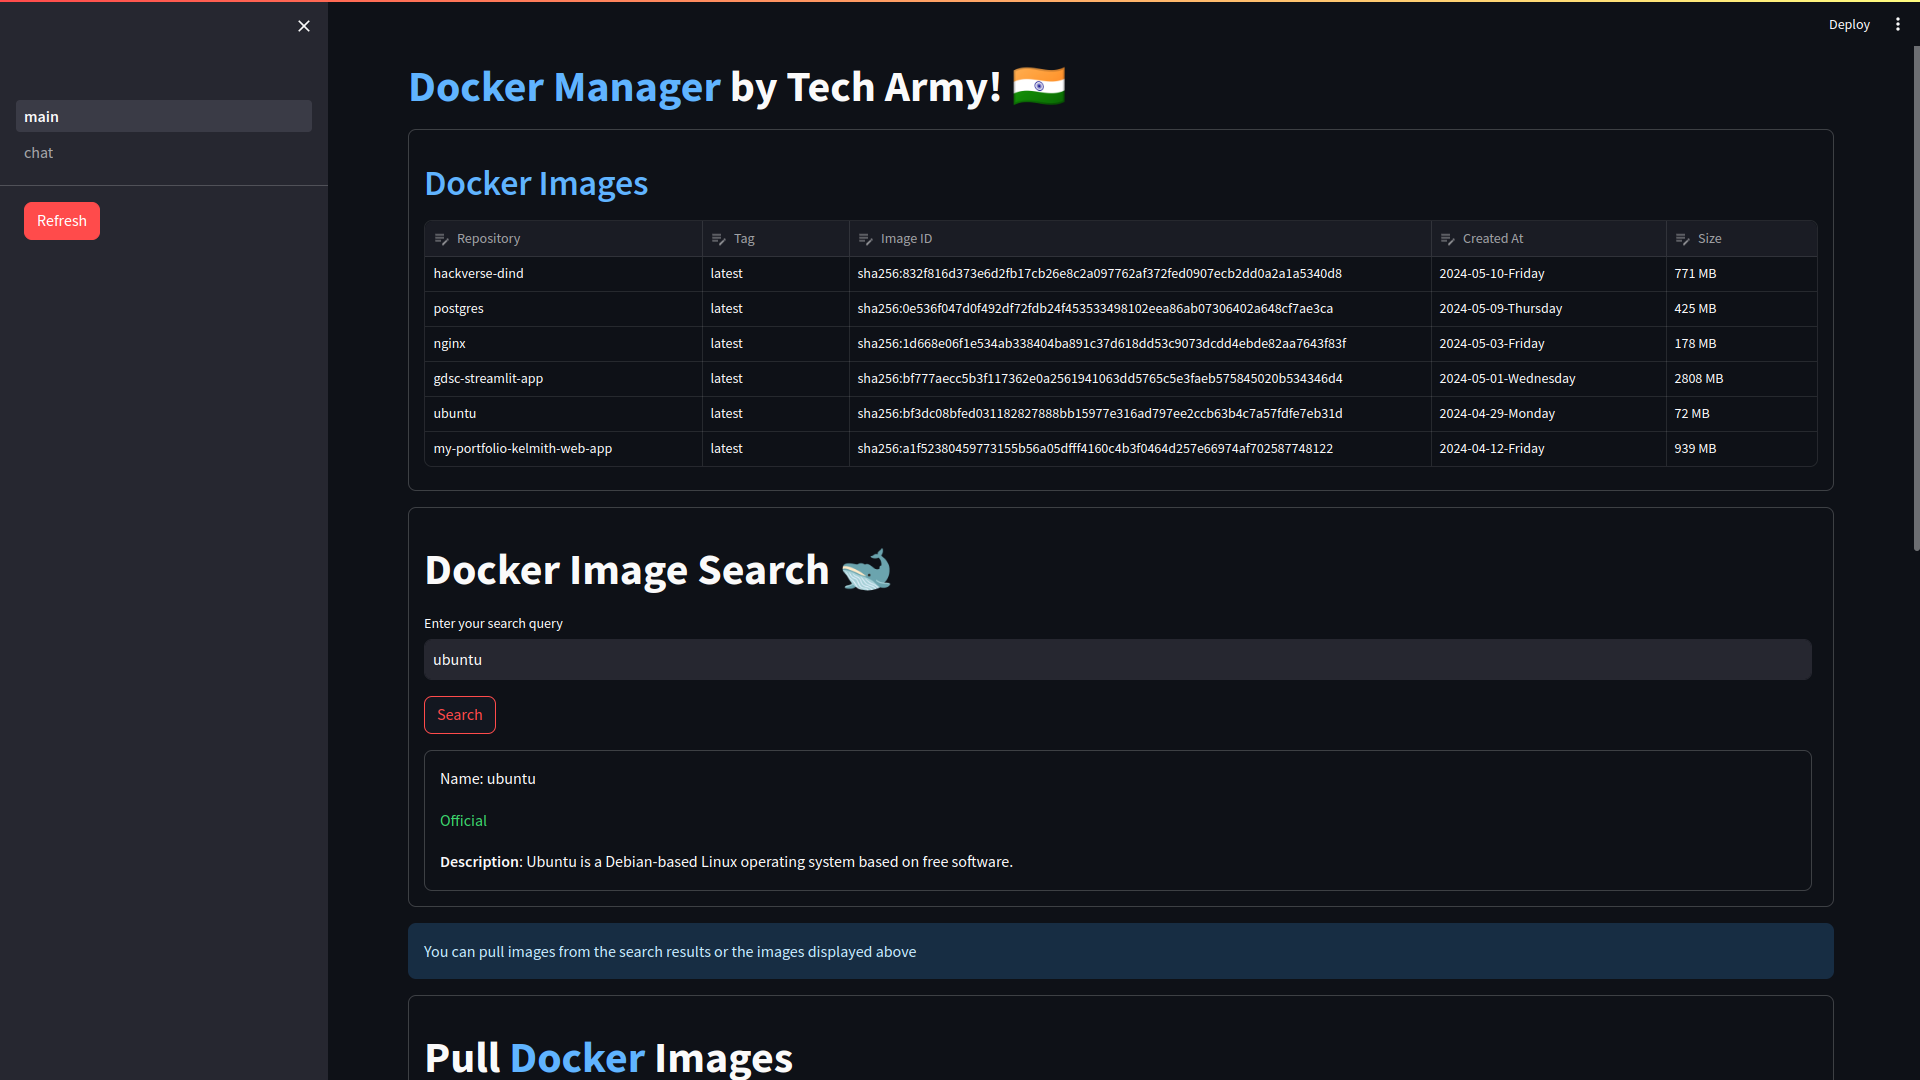 Deploy
main
chat
Refresh
Docker Manager by Tech Army! 🇮🇳
Docker Images
Repository Tag Image ID Created At Size
hackverse-dind latest sha256:832f816d373e6d2fb17cb26e8c2a097762af372fed0907ecb2dd0a2a1a5340d8 2024-05-10-Friday 771 MB
postgres latest sha256:0e536f047d0f492df72fdb24f453533498102eea86ab07306402a648cf7ae3ca 2024-05-09-Thursday 425 MB
nginx latest sha256:1d668e06f1e534ab338404ba891c37d618dd53c9073dcdd4ebde82aa7643f83f 2024-05-03-Friday 178 MB
gdsc-streamlit-app latest sha256:bf777aecc5b3f117362e0a2561941063dd5765c5e3faeb575845020b534346d4 2024-05-01-Wednesday 2808 MB
ubuntu latest sha256:bf3dc08bfed031182827888bb15977e316ad797ee2ccb63b4c7a57fdfe7eb31d 2024-04-29-Monday 72 MB
my-portfolio-kelmith-web-app latest sha256:a1f52380459773155b56a05dfff4160c4b3f0464d257e66974af702587748122 2024-04-12-Friday 939 MB
Docker Image Search 🐋
Enter your search query
ubuntu
Search
Name: ubuntu
Official
Description: Ubuntu is a Debian-based Linux operating system based on free software.
You can pull images from the search results or the images displayed above
Pull Docker Images